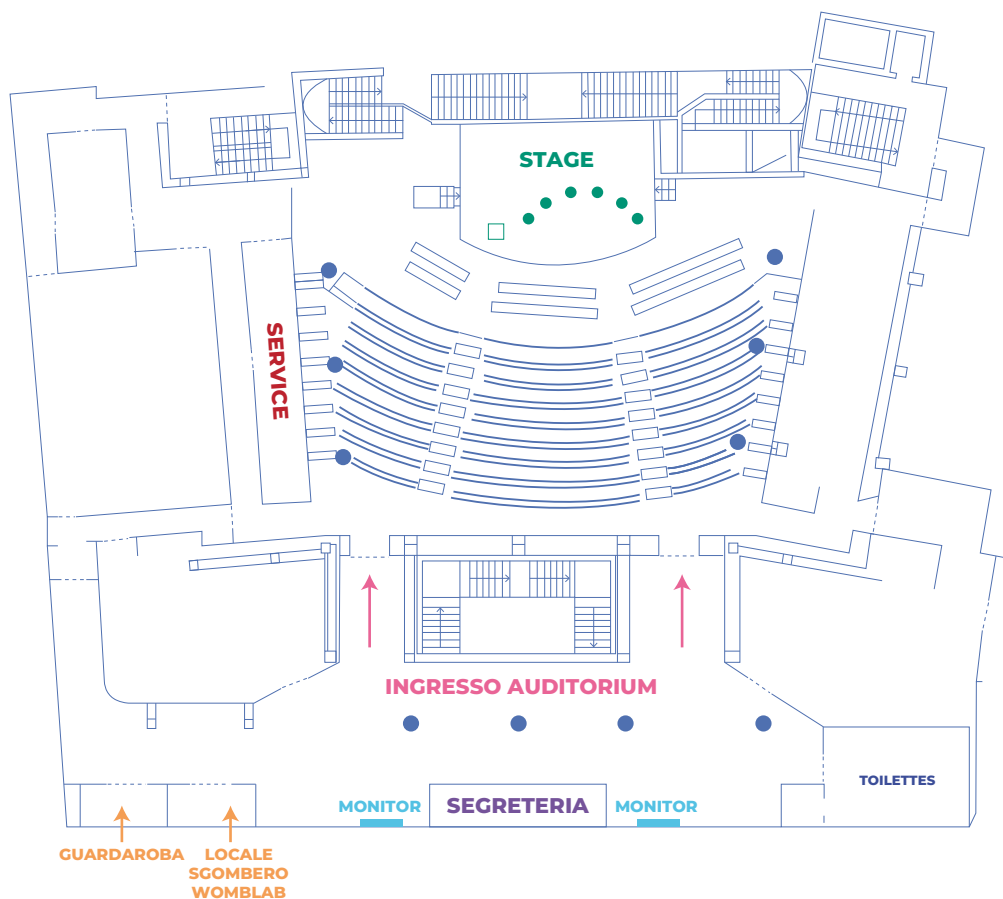 STAGE
SERVICE
INGRESSO AUDITORIUM
TOILETTES
MONITOR
SEGRETERIA
MONITOR
GUARDAROBA
LOCALE
SGOMBERO
WOMBLAB